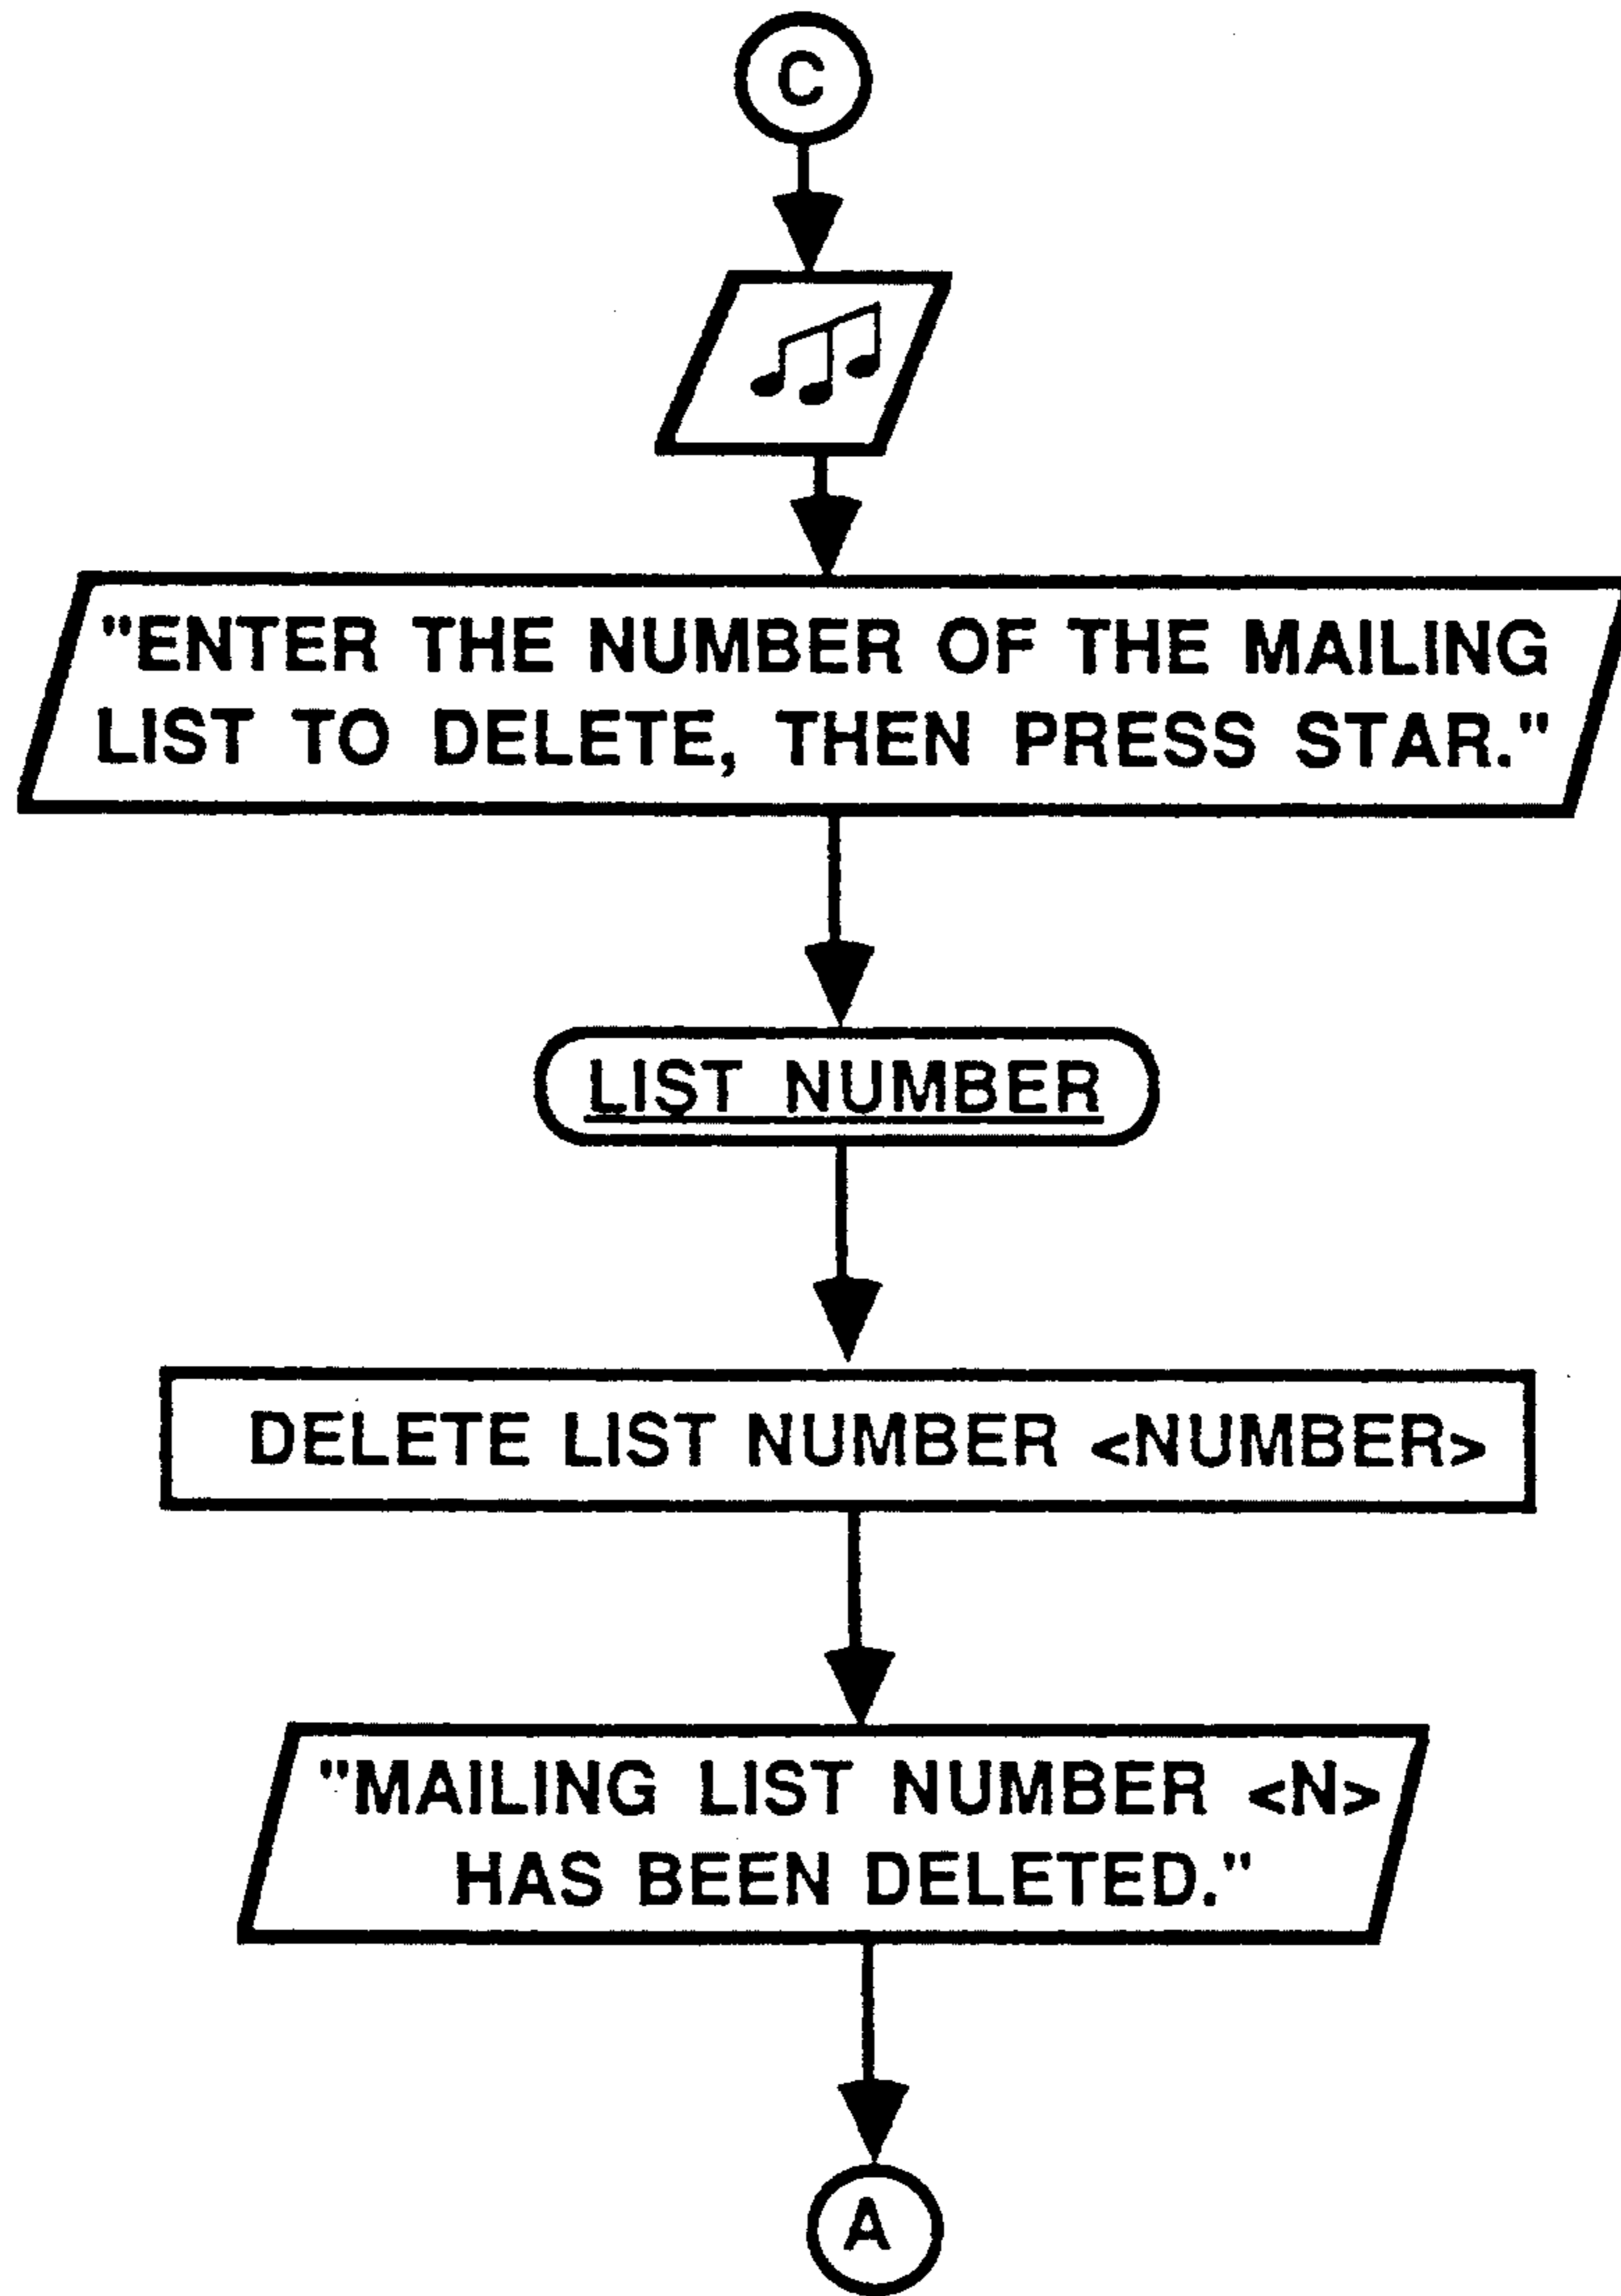 C
"ENTER THE NUMBER OF THE MAILING
LIST TO DELETE, THEN PRESS STAR."
LIST NUMBER
DELETE LIST NUMBER <NUMBER>
"MAILING LIST NUMBER <N>
HAS BEEN DELETED."
A